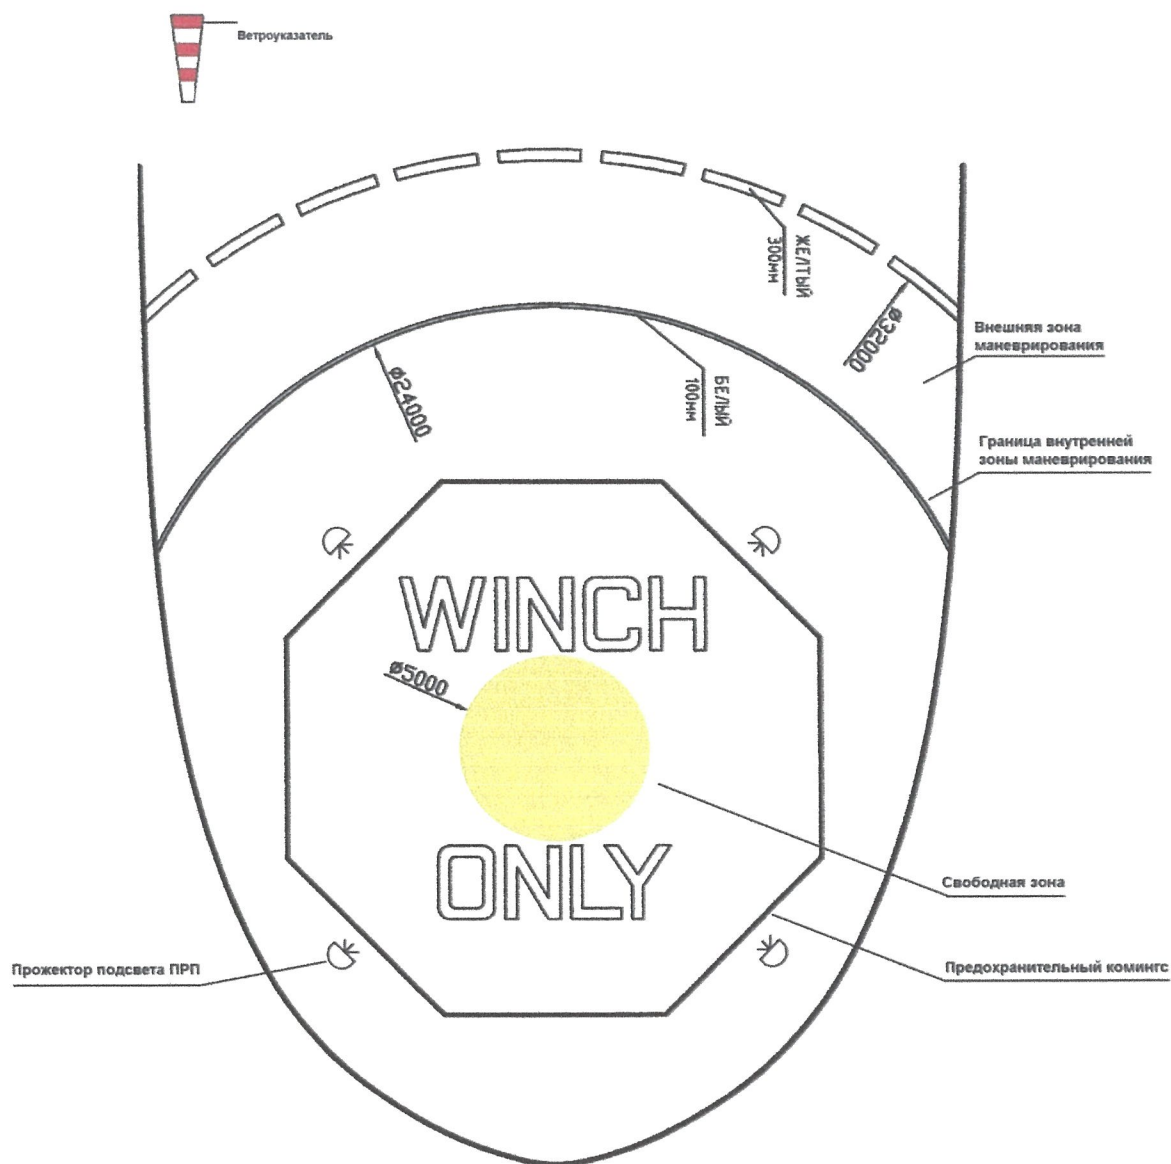 Ветроуказатель
ЖЕЛТЫЙ
300мм
ø32000
Внешняя зона
маневрирования
БЕЛЫЙ
100мм
ø24000
Граница внутренней
зоны маневрирования
WINCH
ø5000
ONLY
Свободная зона
Прожектор подсвета ПРП
Предохранительный комингс